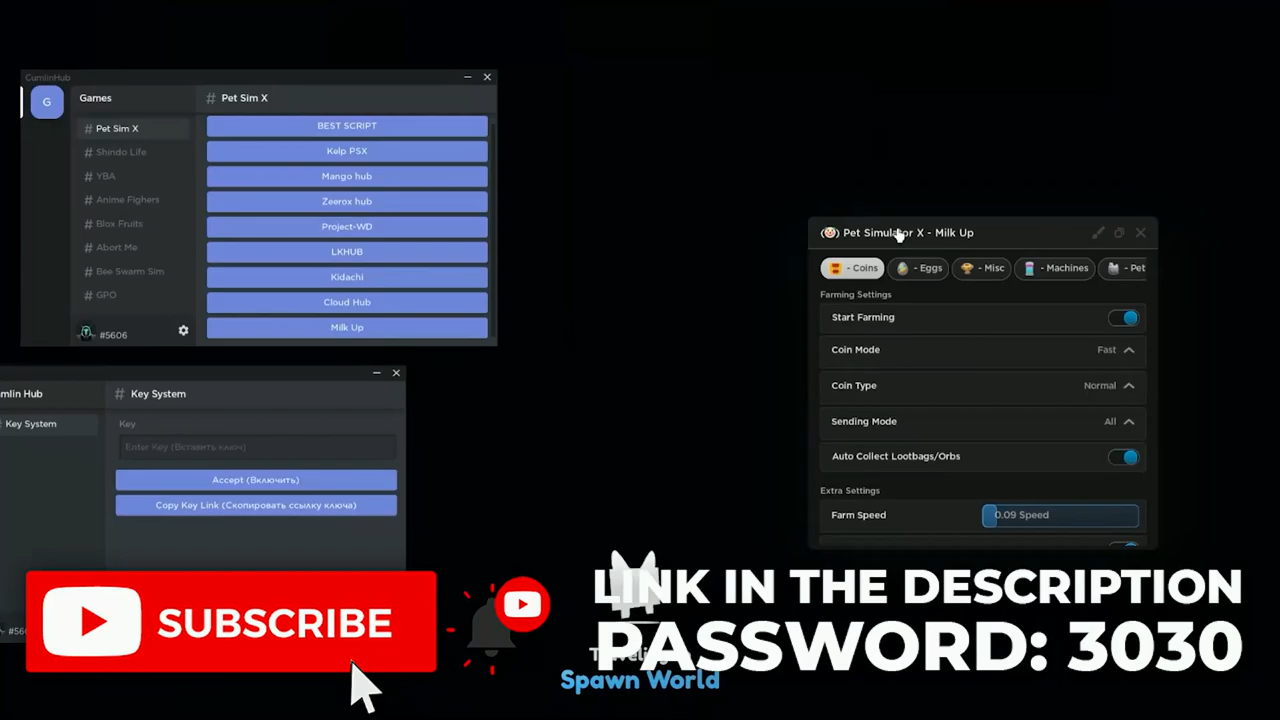 CumlinHub
G
Games
# Pet Sim X
# Shindo Life
# YBA
# Anime Fighers
# Blox Fruits
# Abort Me
# Bee Swarm Sim
# GPO
#5606
# Pet Sim X
BEST SCRIPT
Kelp PSX
Mango hub
Zeerox hub
Project-WD
LKHUB
Kidachi
Cloud Hub
Milk Up
mlin Hub
Key System
# Key System
Key
Enter Key (Вставить ключ)
Accept (Включить)
Copy Key Link (Скопировать ссылку ключа)
#56
Pet Simulator X - Milk Up
- Coins
- Eggs
- Misc
- Machines
- Pet
Farming Settings
Start Farming
Coin Mode Fast
Coin Type Normal
Sending Mode All
Auto Collect Lootbags/Orbs
Extra Settings
Farm Speed 0.09 Speed
SUBSCRIBE
LINK IN THE DESCRIPTION
PASSWORD: 3030
Spawn World